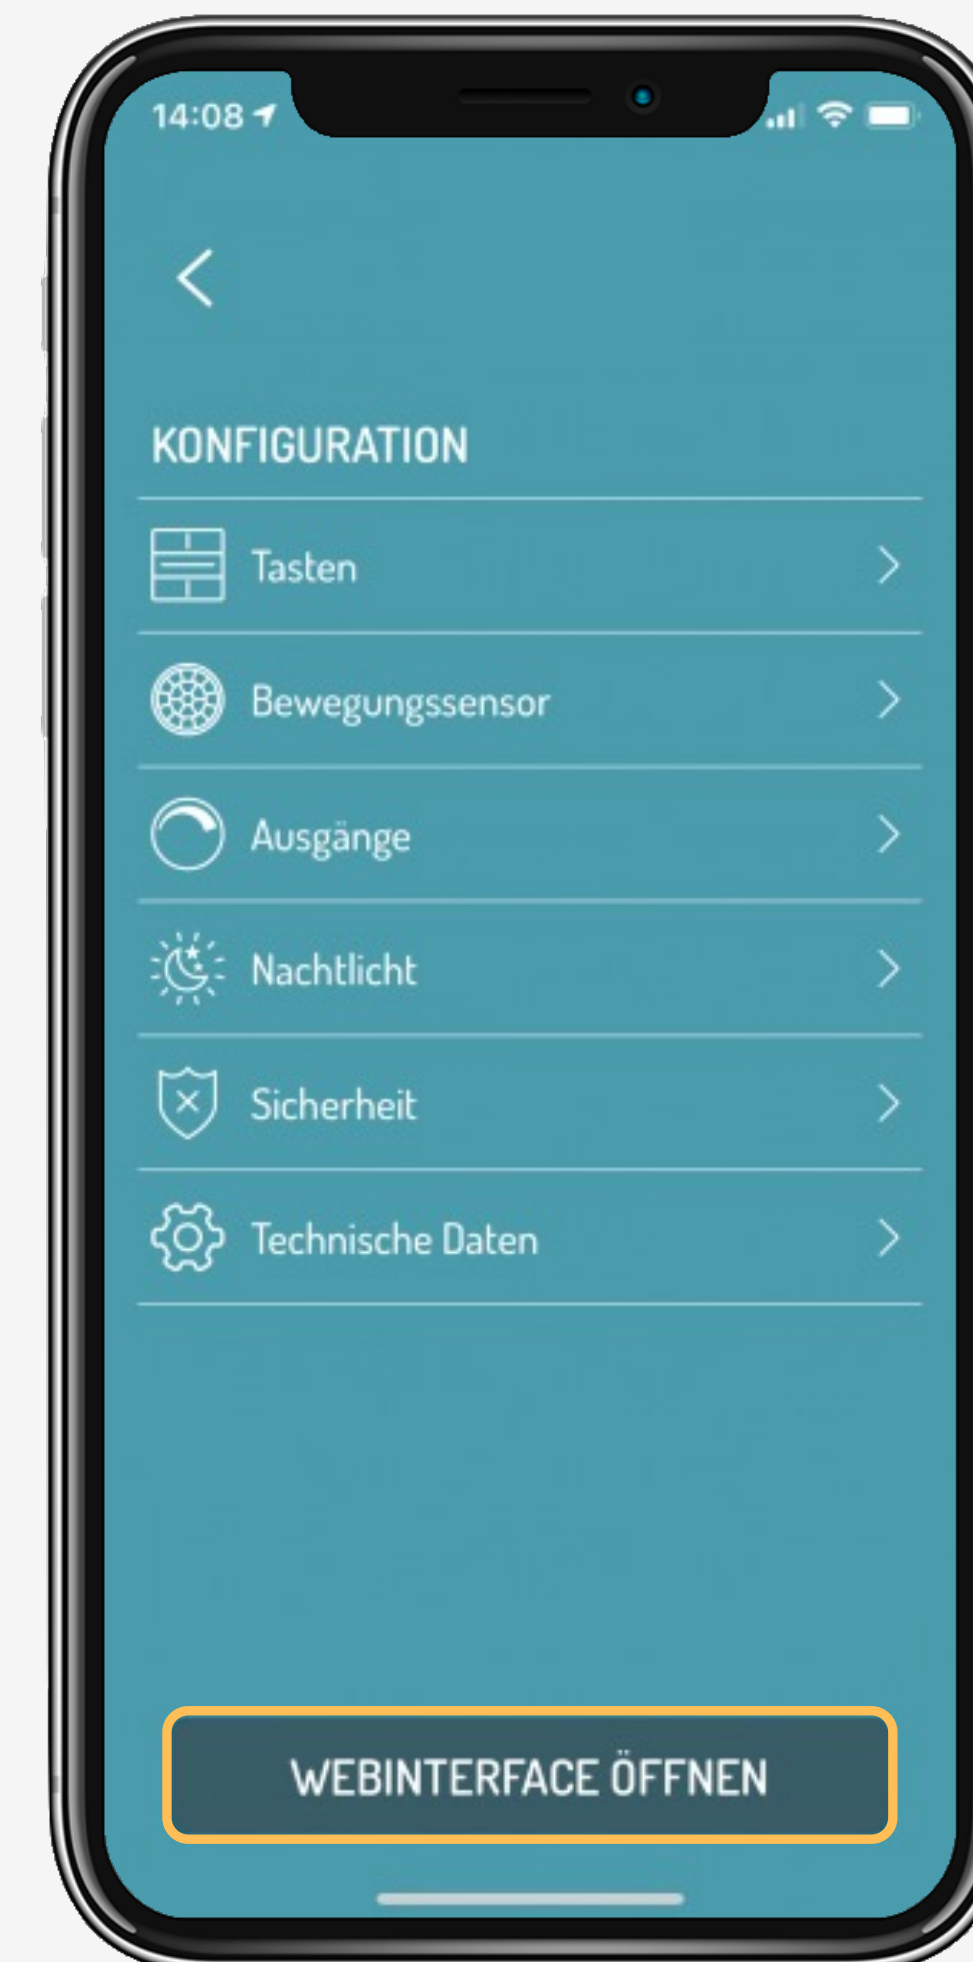 14:08
KONFIGURATION
Tasten
Bewegungssensor
Ausgänge
Nachtlicht
Sicherheit
Technische Daten
WEBINTERFACE ÖFFNEN